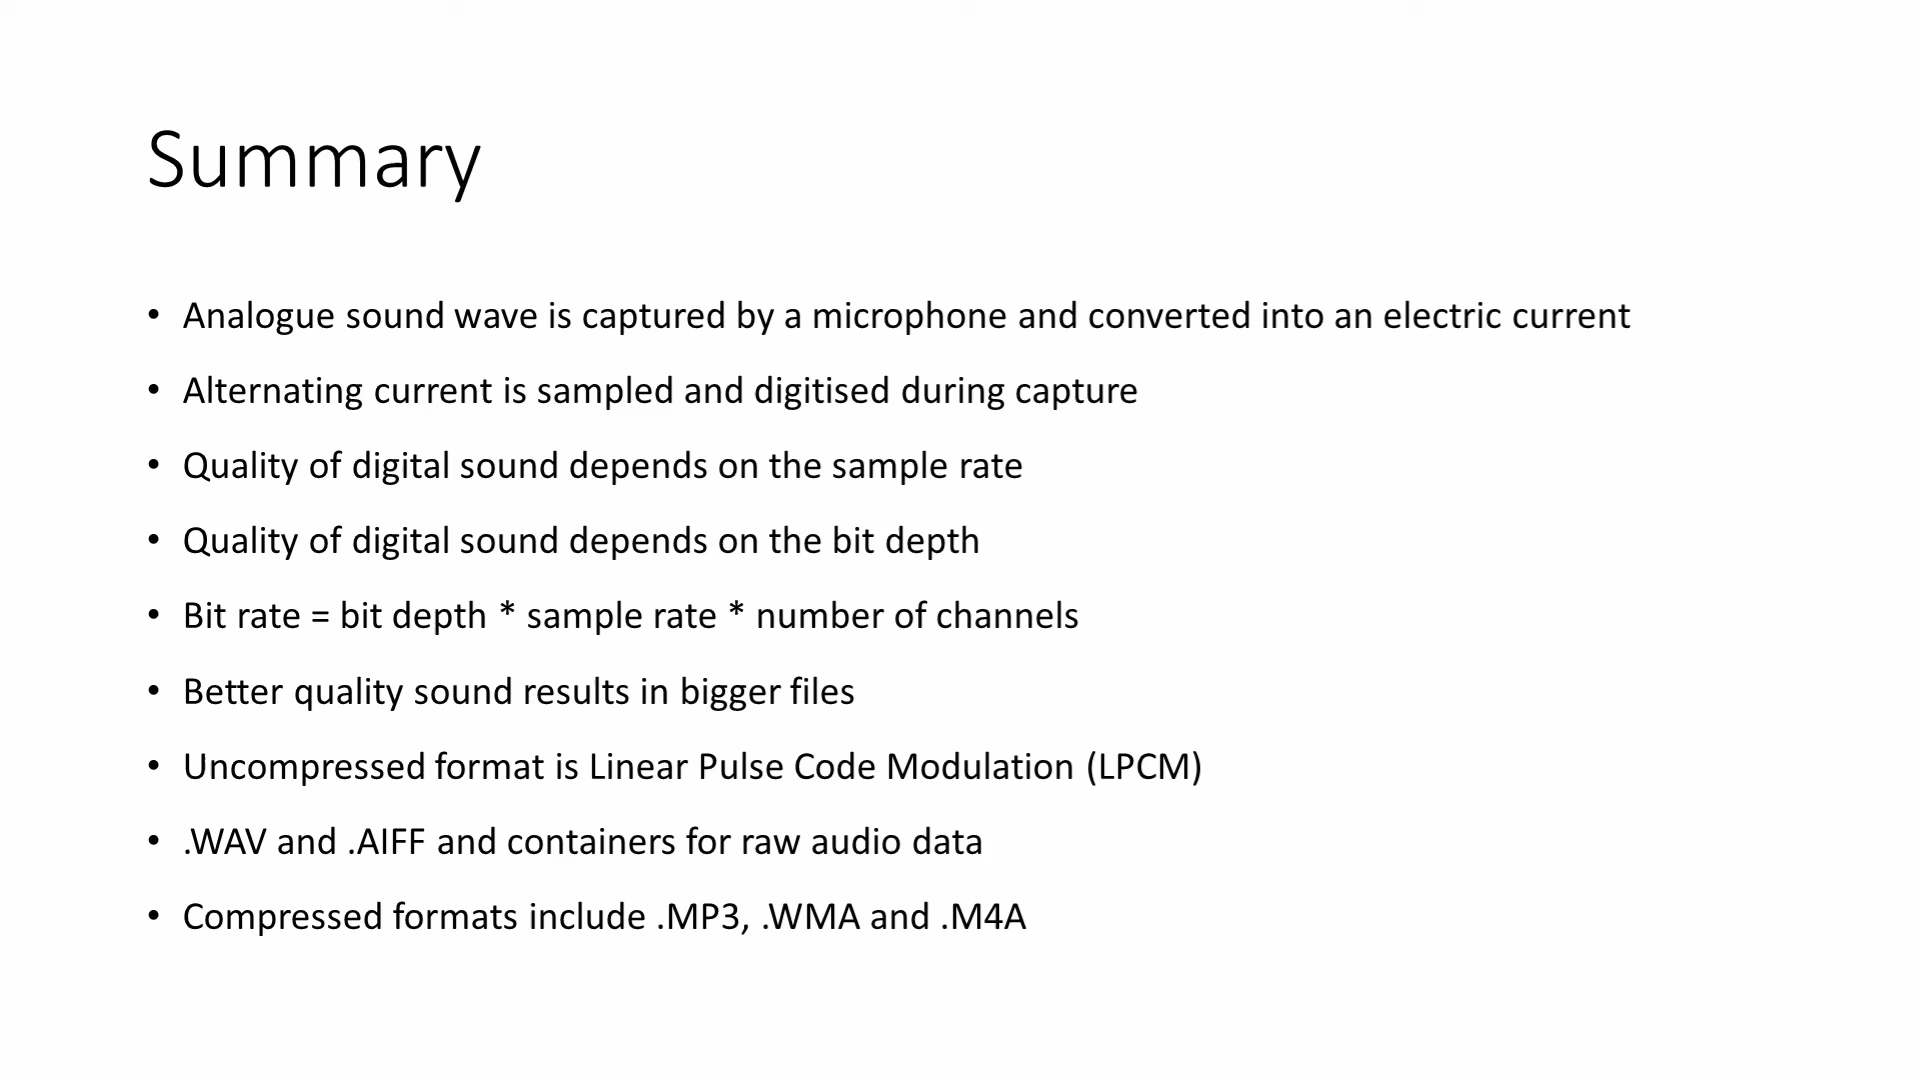 Summary
• Analogue sound wave is captured by a microphone and converted into an electric current
• Alternating current is sampled and digitised during capture
• Quality of digital sound depends on the sample rate
• Quality of digital sound depends on the bit depth
• Bit rate = bit depth * sample rate * number of channels
• Better quality sound results in bigger files
• Uncompressed format is Linear Pulse Code Modulation (LPCM)
• .WAV and .AIFF and containers for raw audio data
• Compressed formats include .MP3, .WMA and .M4A